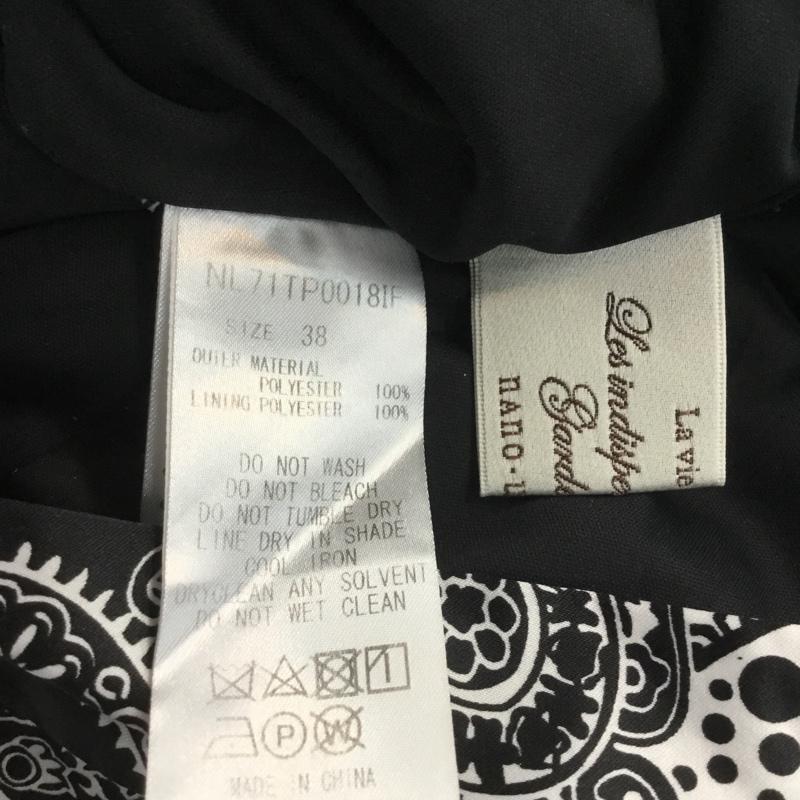 NL71TP0018IF
SIZE 38
OUTER MATERIAL
POLYESTER 100%
LINING POLYESTER 100%
DO NOT WASH
DO NOT BLEACH
DO NOT TUMBLE DRY
LINE DRY IN SHADE
COOL IRON
DRYCLEAN ANY SOLVENT
DO NOT WET CLEAN
P W
MADE IN CHINA
La vie
Les indispe
nano-u